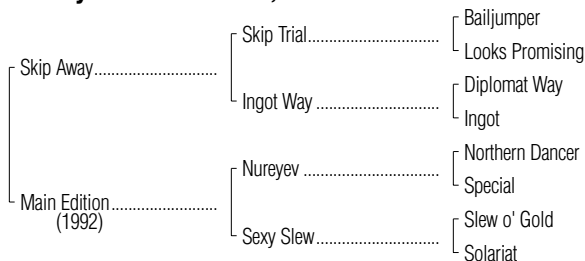 Bailjumper
Skip Trial
Looks Promising
Skip Away
Diplomat Way
Ingot Way
Ingot
Northern Dancer
Nureyev
Special
Main Edition
(1992)
Slew o' Gold
Sexy Slew
Solariat